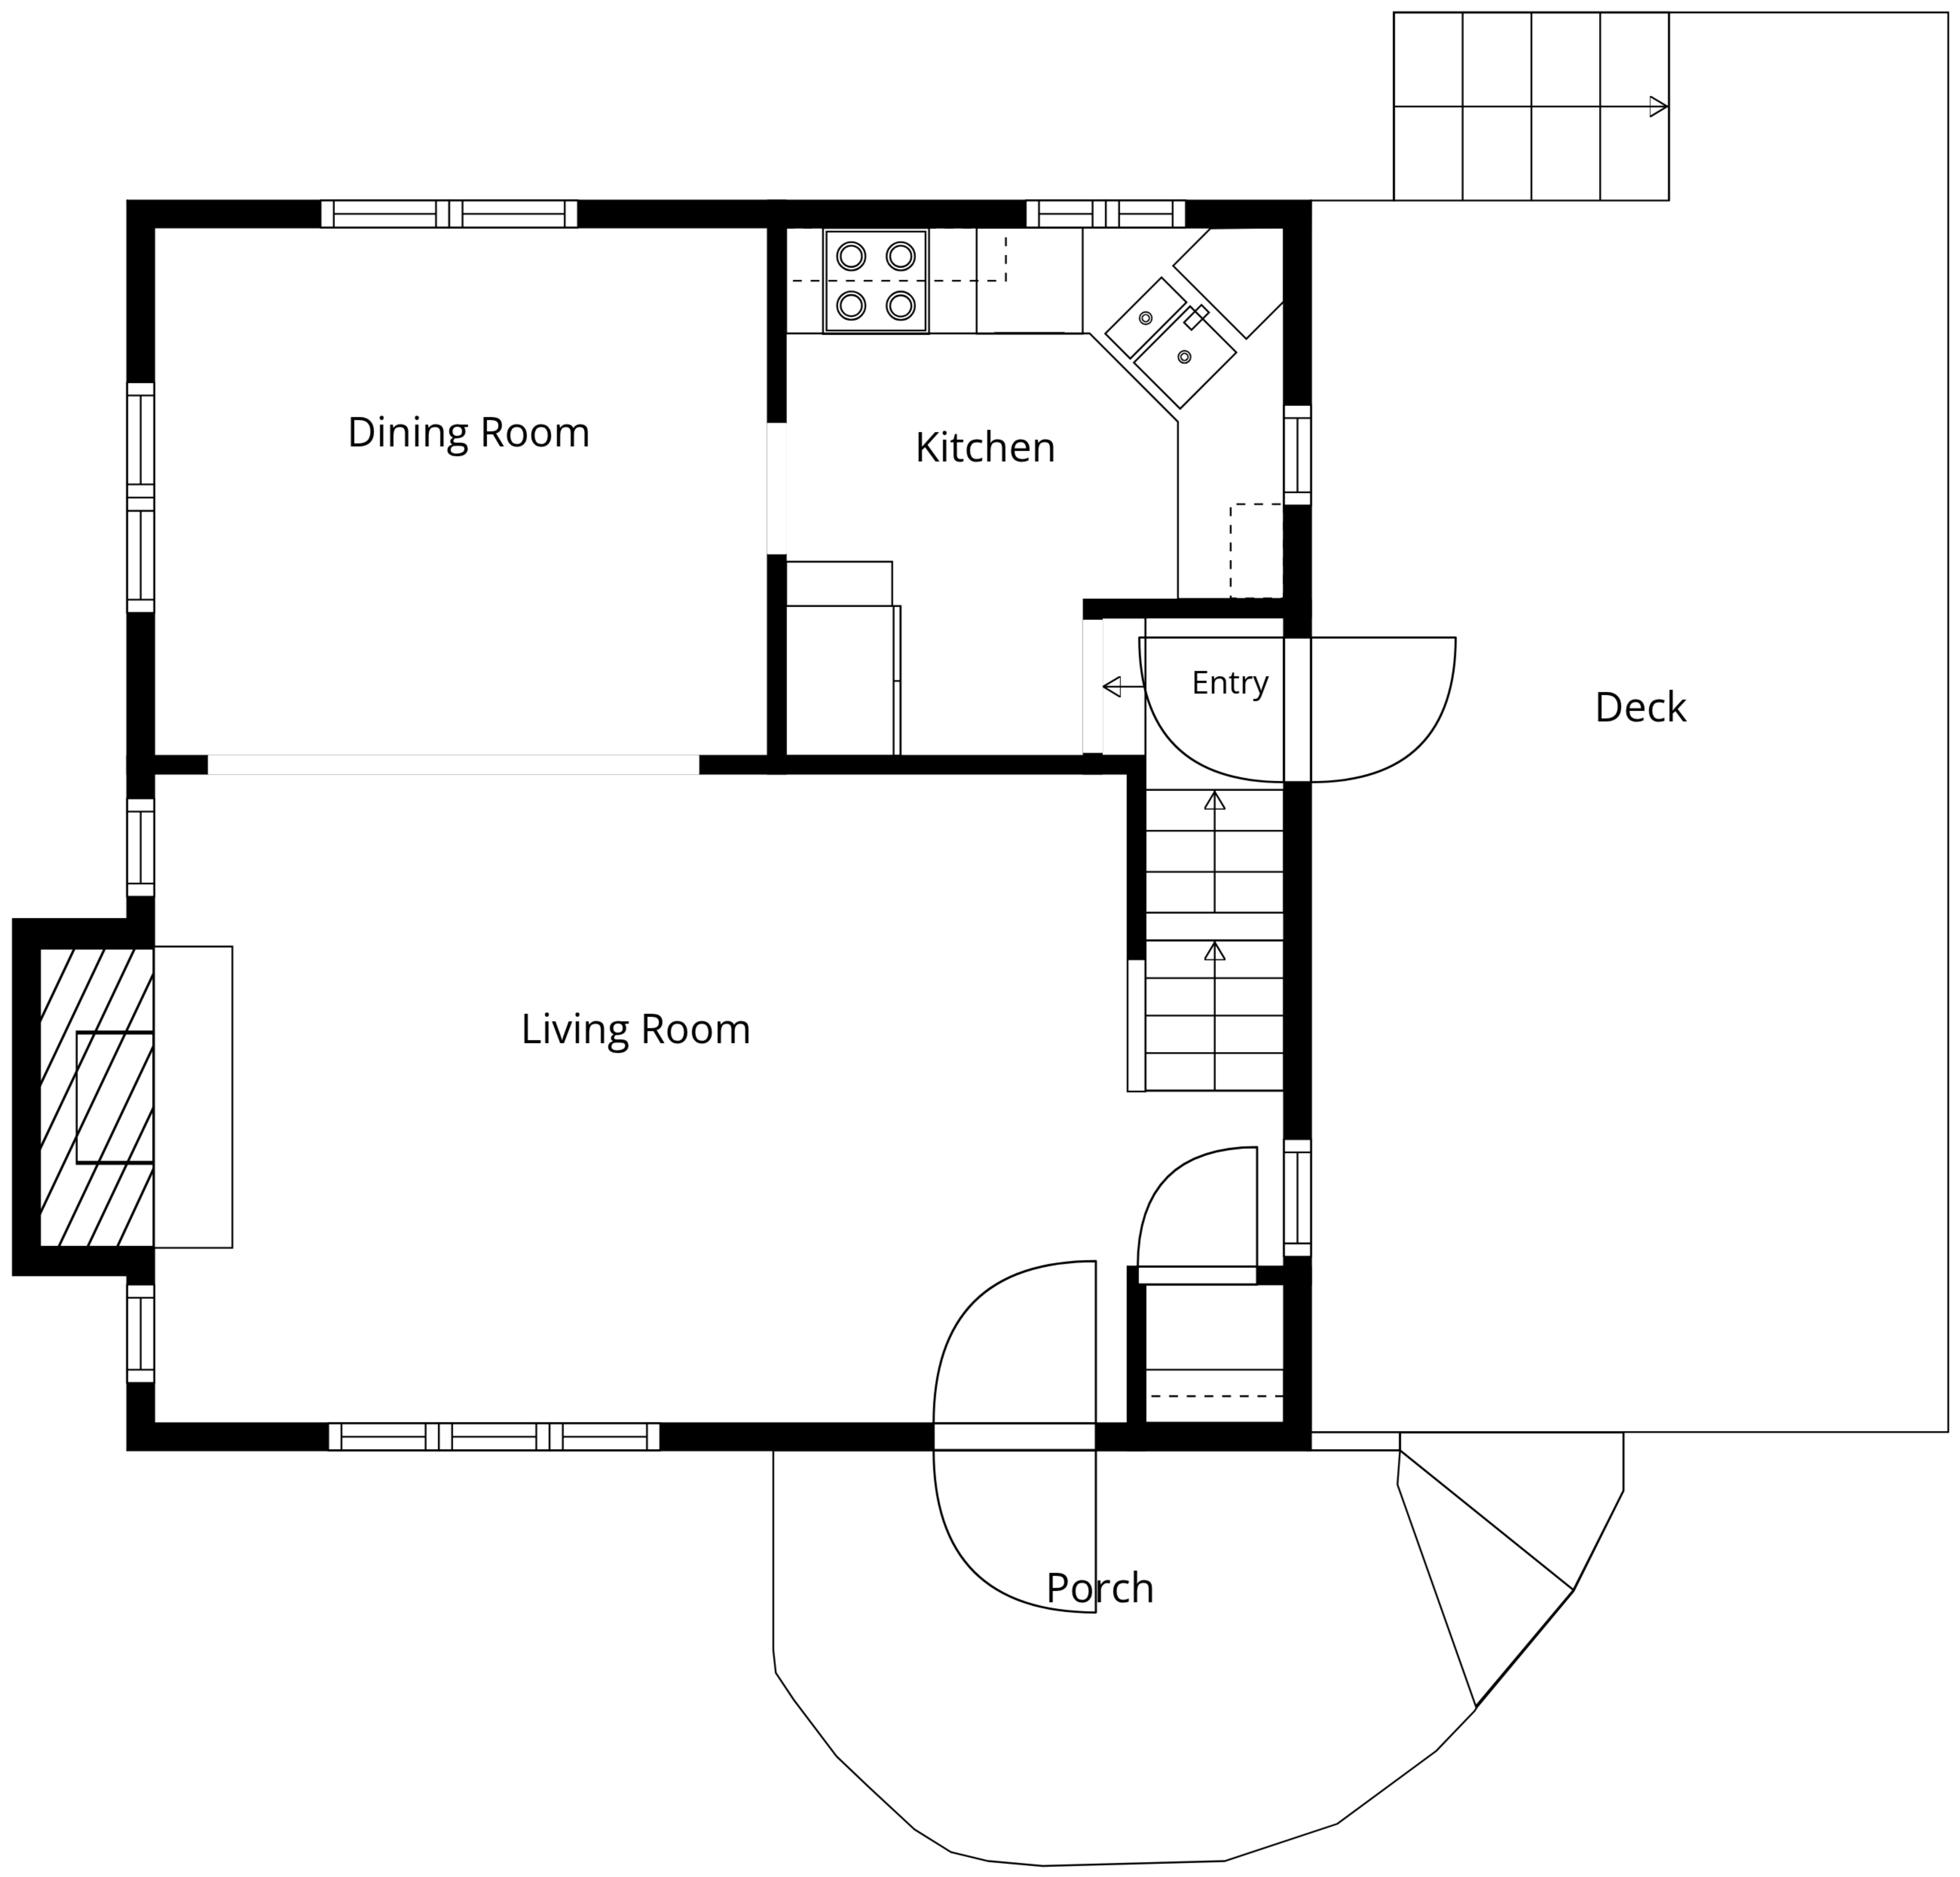 Dining Room
Kitchen
Entry
Deck
Living Room
Porch